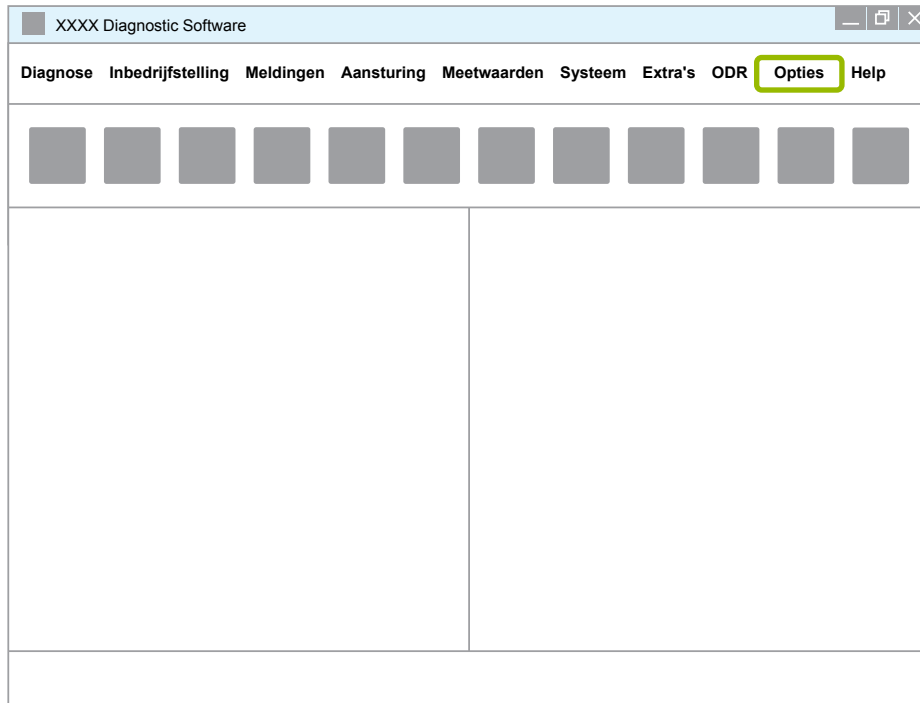 XXXX Diagnostic Software
Diagnose Inbedrijfstelling Meldingen Aansturing Meetwaarden Systeem Extra's ODR Opties Help